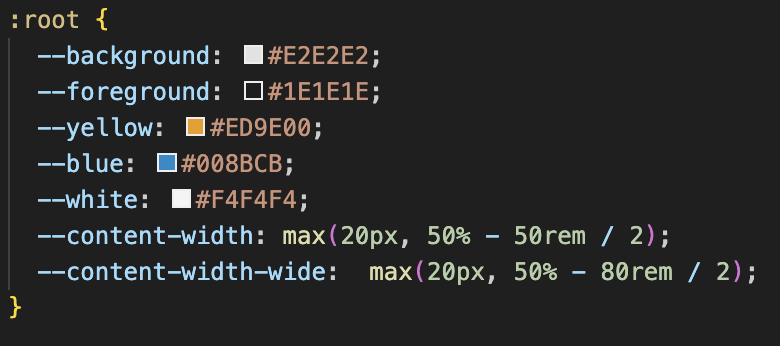 :root {
--background: #E2E2E2;
--foreground: #1E1E1E;
--yellow: #ED9E00;
--blue: #008BCB;
--white: #F4F4F4;
--content-width: max(20px, 50% - 50rem / 2);
--content-width-wide:  max(20px, 50% - 80rem / 2);
}